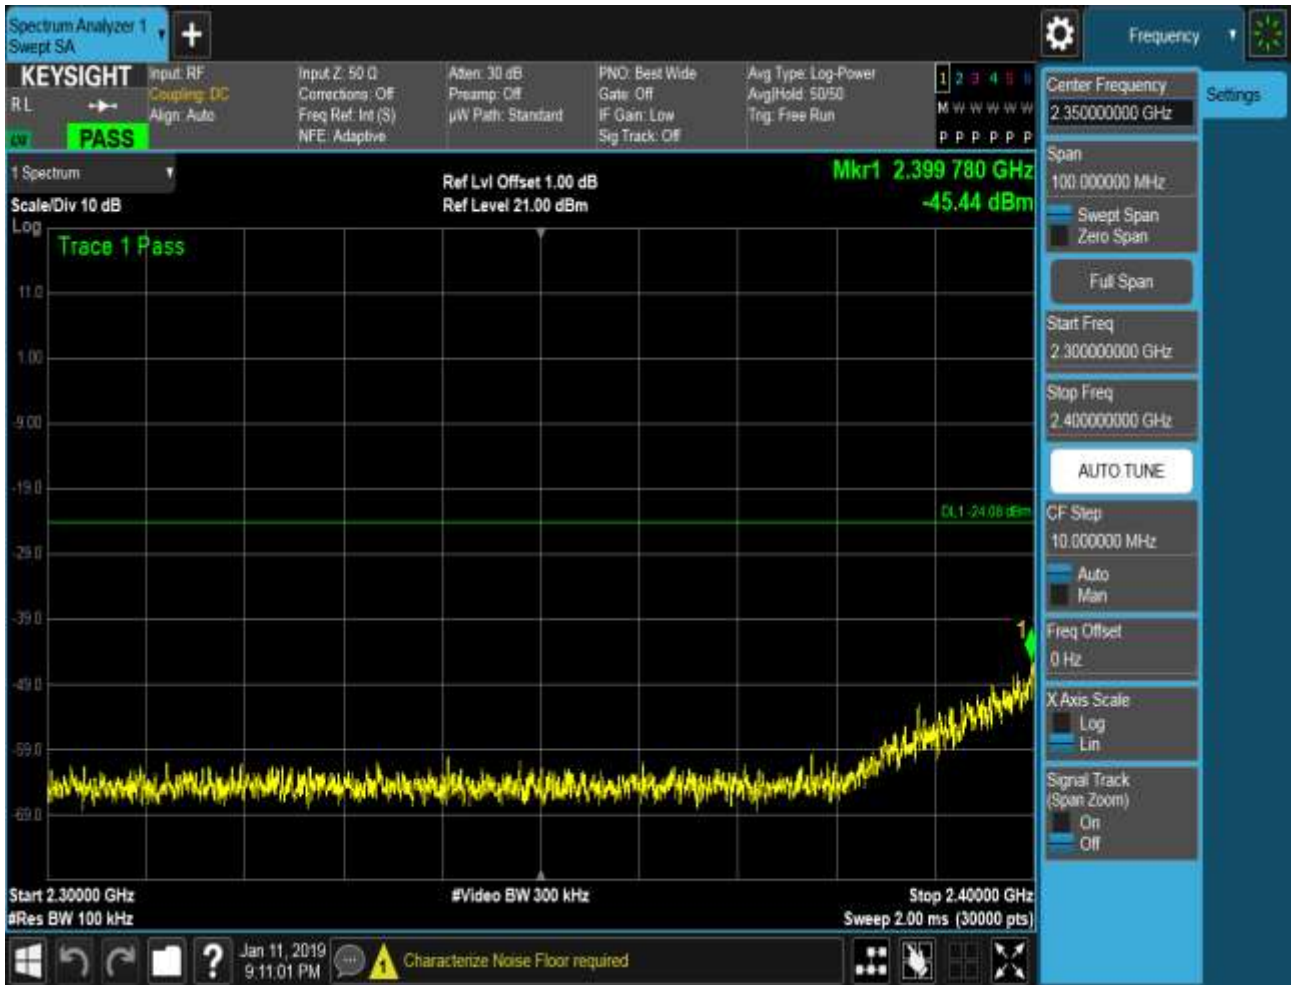 Spectrum Analyzer 1
Swept SA
+
Frequency
KEYSIGHT
R L
PASS
Input: RF
Coupling: DC
Align: Auto
Input Z: 50 Ω
Corrections: Off
Freq Ref: Int (S)
NFE: Adaptive
Atten: 30 dB
Preamp: Off
µW Path: Standard
PNO: Best Wide
Gate: Off
IF Gain: Low
Sig Track: Off
Avg Type: Log-Power
Avg|Hold: 50/50
Trig: Free Run
1 2 3 4 5 6
M W W W W W
P P P P P P
Center Frequency
2.350000000 GHz
Settings
Span
100.000000 MHz
Swept Span
Zero Span
Full Span
Start Freq
2.300000000 GHz
Stop Freq
2.400000000 GHz
AUTO TUNE
CF Step
10.000000 MHz
Auto
Man
Freq Offset
0 Hz
X Axis Scale
Log
Lin
Signal Track
(Span Zoom)
On
Off
1 Spectrum
Scale/Div 10 dB
Ref Lvl Offset 1.00 dB
Ref Level 21.00 dBm
Mkr1 2.399 780 GHz
-45.44 dBm
Log
Trace 1 Pass
11.0
1.00
-9.00
-19.0
DL1 -24.08 dBm
-29.0
-39.0
1
-49.0
-59.0
-69.0
Start 2.30000 GHz
#Video BW 300 kHz
Stop 2.40000 GHz
#Res BW 100 kHz
Sweep 2.00 ms (30000 pts)
?
Jan 11, 2019
9:11:01 PM
1
Characterize Noise Floor required